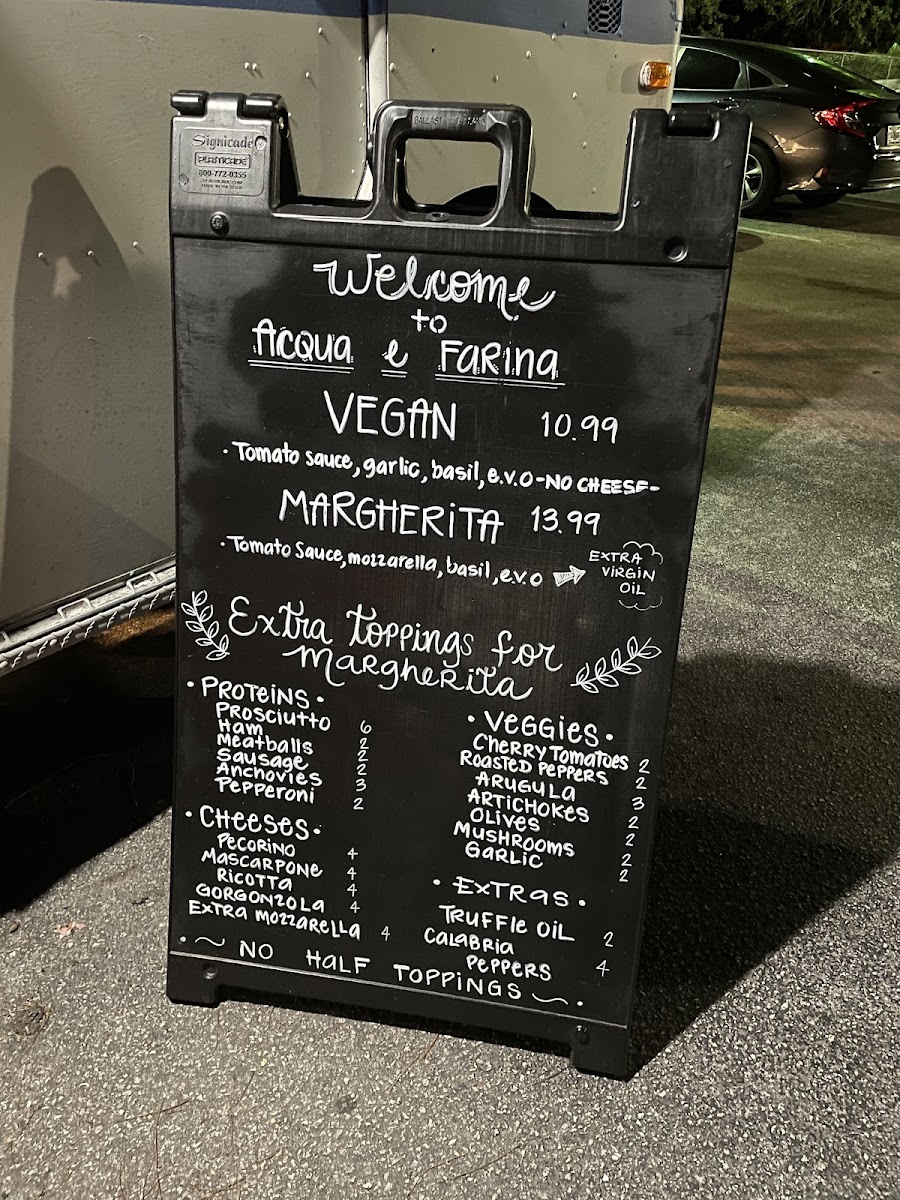 Signicade
PLASTICADE
800-772-0355
Welcome
to
Acqua e Farina
VEGAN 10.99
· Tomato sauce, garlic, basil, e.v.o - NO CHEESE -
MARGHERITA 13.99
· Tomato Sauce, mozzarella, basil, e.v.o
EXTRA
VIRGIN
OIL
Extra toppings for
margherita
· PROTEINS ·
PROSCIUTTO 6
Ham 2
Meatballs 2
Sausage 2
Anchovies 3
Pepperoni 2
· CHEESES ·
PECORINO 4
MASCARPONE 4
RICOTTA 4
GORGONZOLA 4
EXTRA MOZZARELLA 4
· VEGGIES ·
CHERRY TOMATOES 2
ROASTED PEPPERS 2
ARUGULA 3
ARTICHOKES 2
OLIVES 2
MUSHROOMS 2
GARLIC 2
· EXTRAS ·
TRUFFLE OIL 2
CALABRIA
PEPPERS 4
· ~ NO HALF TOPPINGS ~ ·